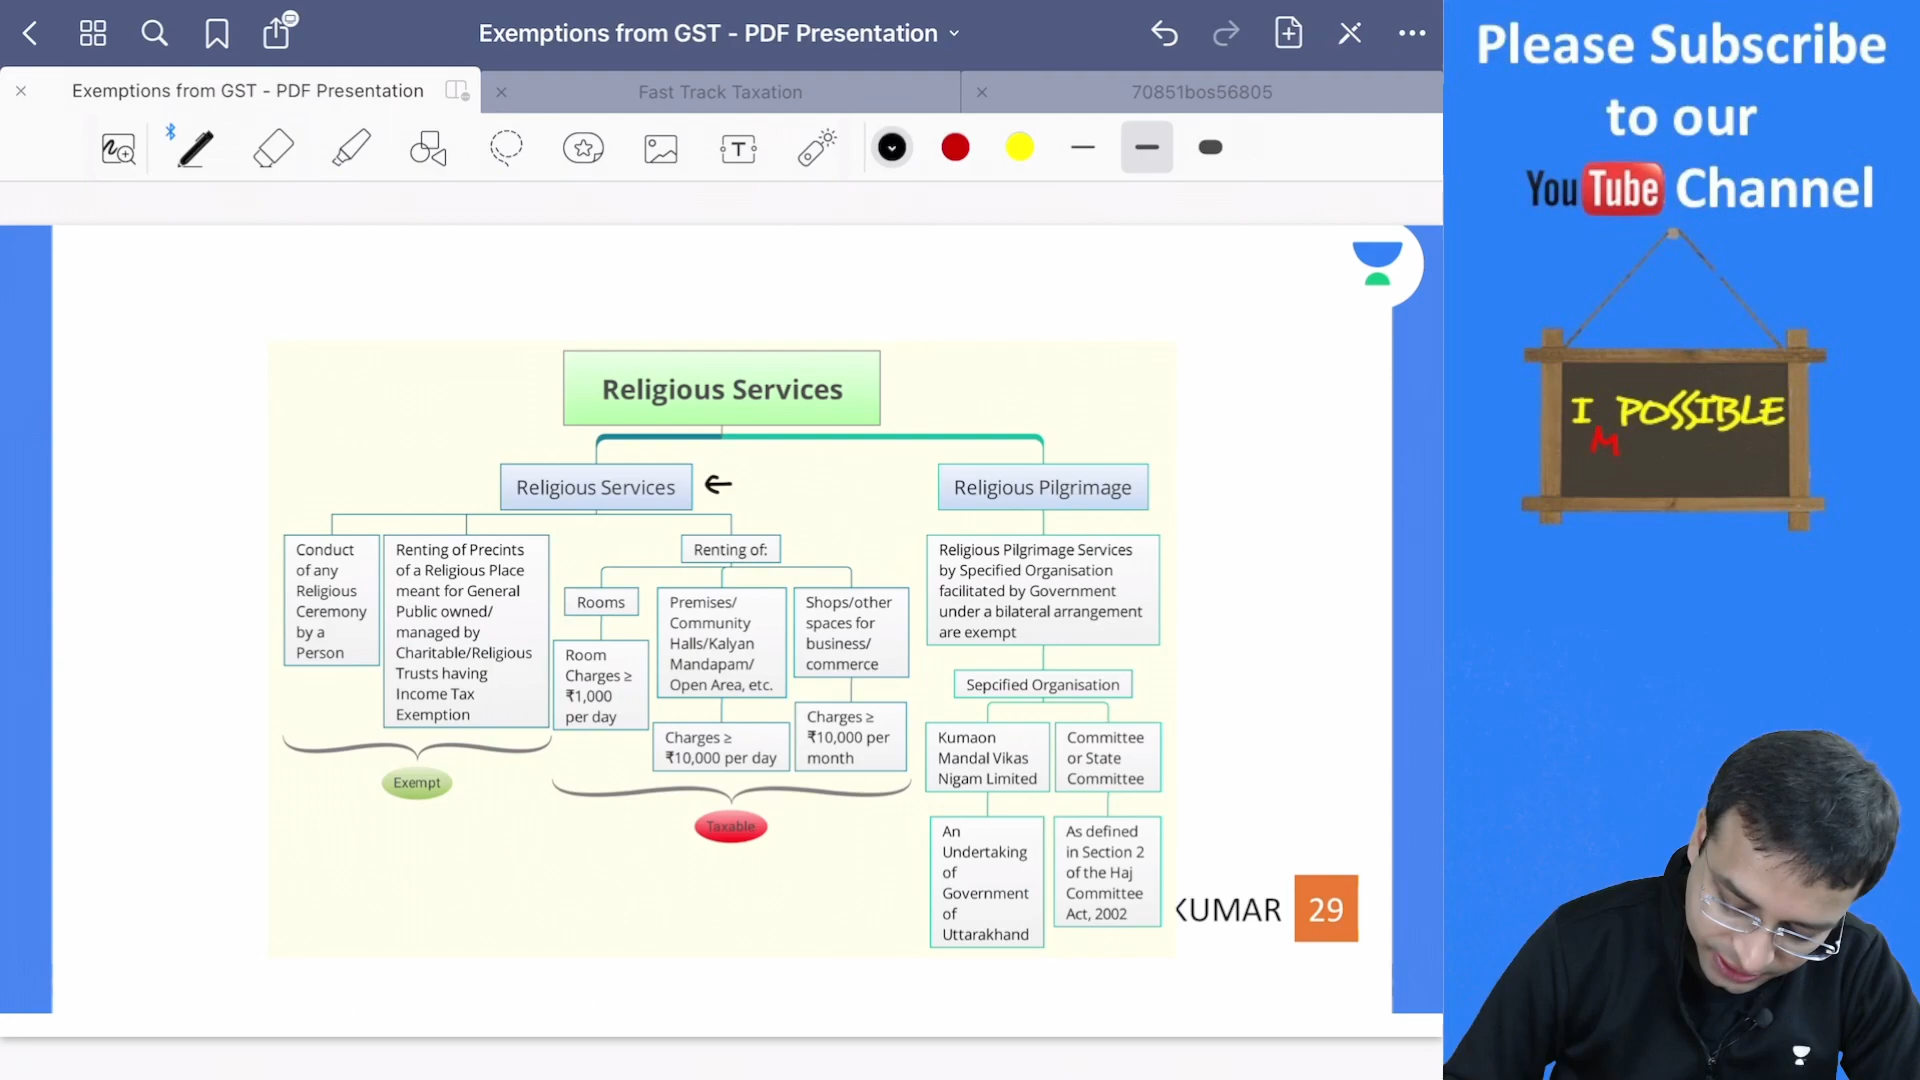 Exemptions from GST - PDF Presentation
Exemptions from GST - PDF Presentation
Fast Track Taxation
70851bos56805
T
Religious Services
Religious Services
←
Religious Pilgrimage
Conduct
of any
Religious
Ceremony
by a
Person
Renting of Precints
of a Religious Place
meant for General
Public owned/
managed by
Charitable/Religious
Trusts having
Income Tax
Exemption
Exempt
Renting of:
Rooms
Room
Charges ≥
₹1,000
per day
Premises/
Community
Halls/Kalyan
Mandapam/
Open Area, etc.
Charges ≥
₹10,000 per day
Shops/other
spaces for
business/
commerce
Charges ≥
₹10,000 per
month
Taxable
Religious Pilgrimage Services
by Specified Organisation
facilitated by Government
under a bilateral arrangement
are exempt
Sepcified Organisation
Kumaon
Mandal Vikas
Nigam Limited
An
Undertaking
of
Government
of
Uttarakhand
Committee
or State
Committee
As defined
in Section 2
of the Haj
Committee
Act, 2002
KUMAR
29
Please Subscribe
to our
YouTube Channel
I POSSIBLE
M